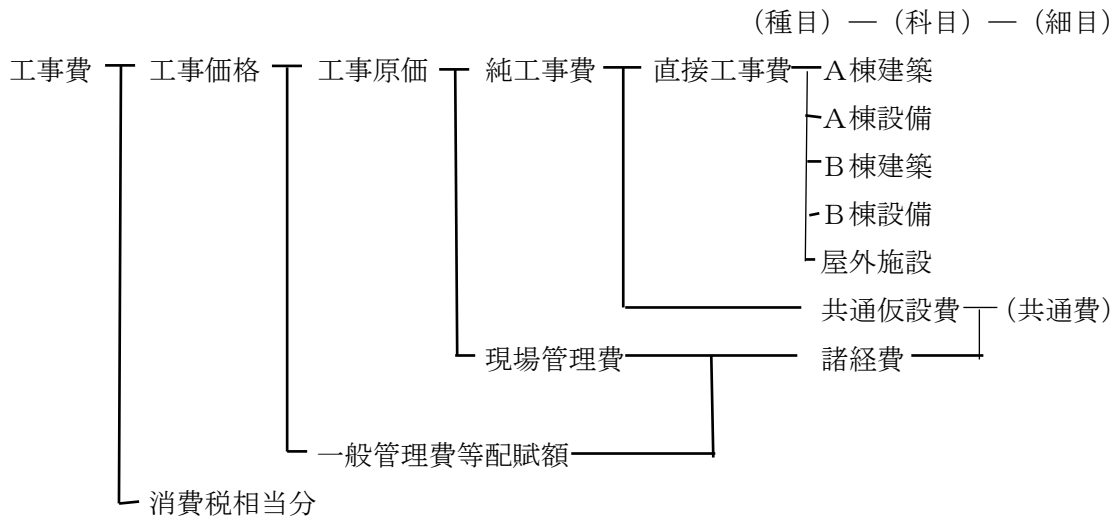 (種目) ― (科目) ― (細目)
工事費 工事価格 工事原価 純工事費 直接工事費 A棟建築
A棟設備
B棟建築
B棟設備
屋外施設
共通仮設費 (共通費)
現場管理費 諸経費
一般管理費等配賦額
消費税相当分